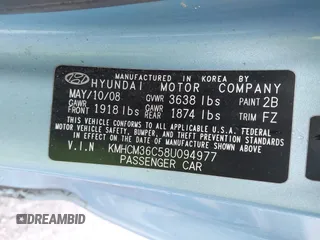 MANUFACTURED IN KOREA BY
HYUNDAI MOTOR COMPANY
MAY/10/08 GVWR 3638 lbs PAINT 2B
GAWR FRONT 1918 lbs GAWR REAR 1874 lbs TRIM FZ
THIS VEHICLE CONFORMS TO ALL APPLICABLE U.S.A. FEDERAL
MOTOR VEHICLE SAFETY, BUMPER, AND THEFT PREVENTION STANDARDS
IN EFFECT ON THE DATE OF MANUFACTURE SHOWN ABOVE.
V.I.N KMHCM36C58U094977
PASSENGER CAR
DEALERBID.COM